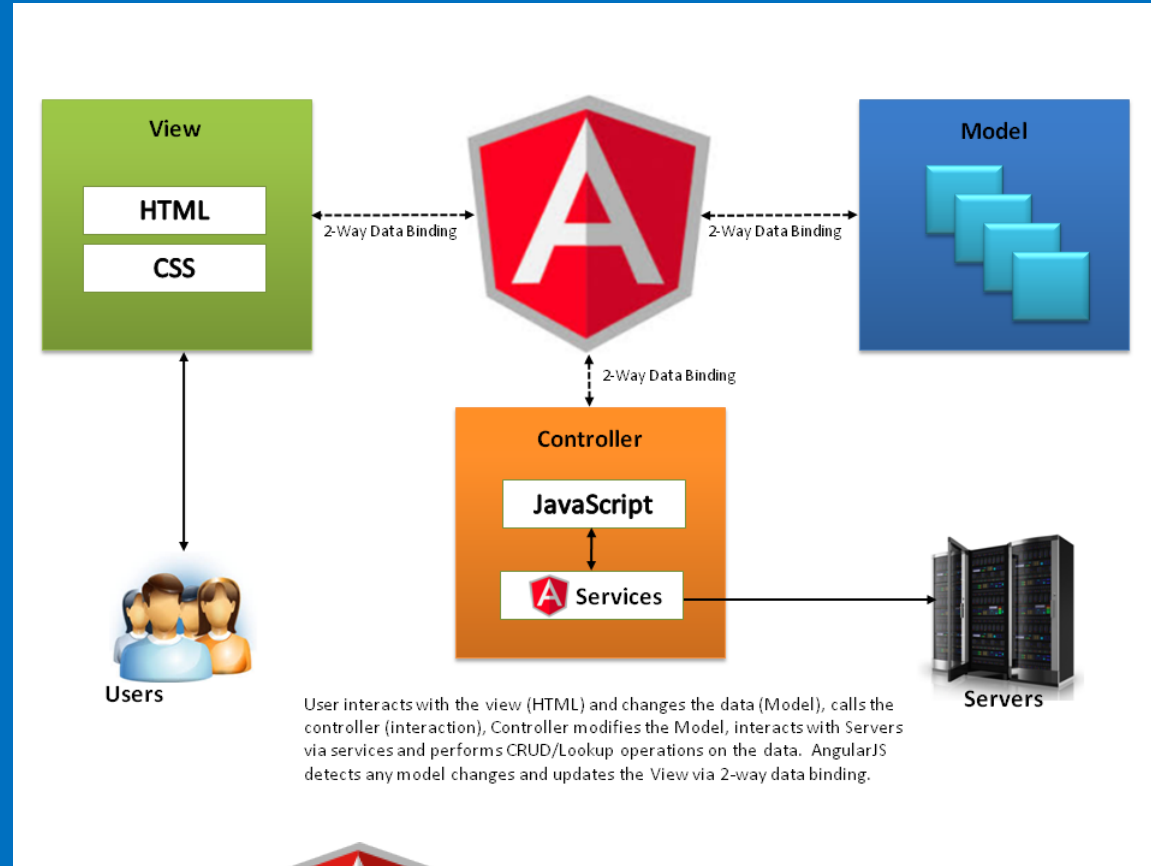 View
HTML
CSS
2-Way Data Binding
A
2-Way Data Binding
Model
2-Way Data Binding
Controller
JavaScript
A Services
Users
Servers
User interacts with the view (HTML) and changes the data (Model), calls the
controller (interaction), Controller modifies the Model, interacts with Servers
via services and performs CRUD/Lookup operations on the data. AngularJS
detects any model changes and updates the View via 2-way data binding.